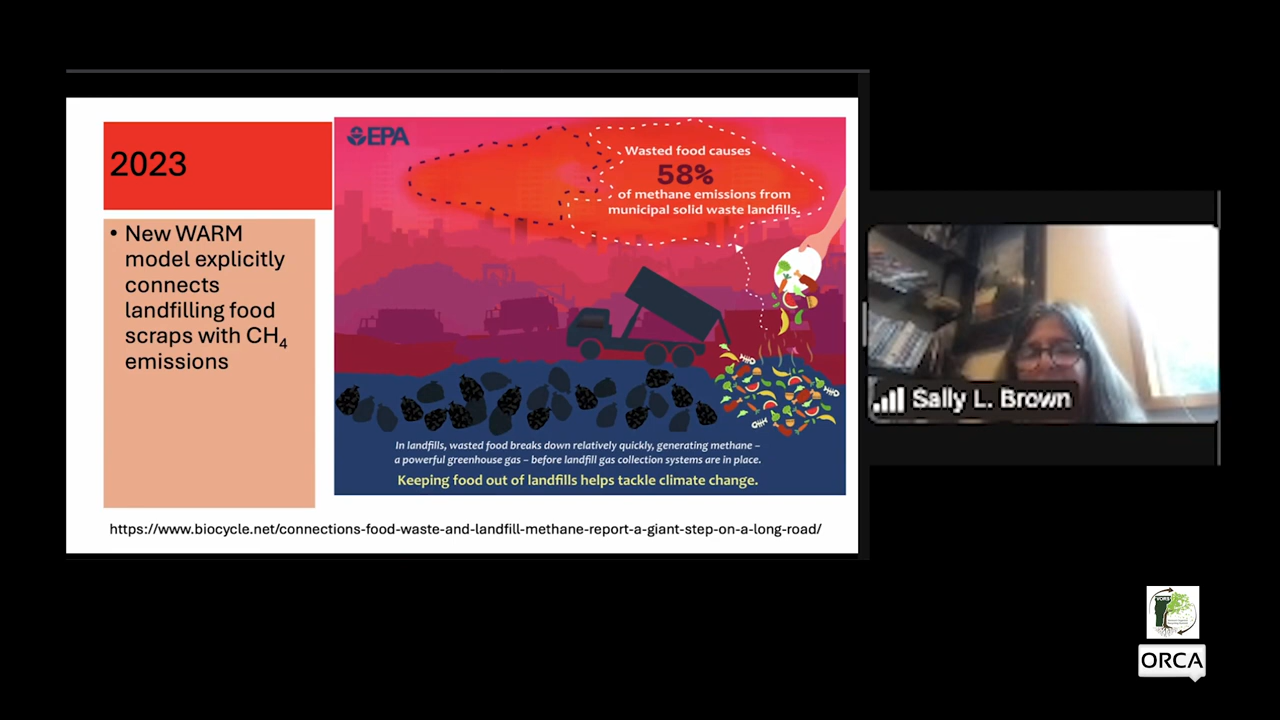 2023
• New WARM
model explicitly
connects
landfilling food
scraps with CH₄
emissions
EPA
Wasted food causes
58%
of methane emissions from
municipal solid waste landfills.
In landfills, wasted food breaks down relatively quickly, generating methane –
a powerful greenhouse gas – before landfill gas collection systems are in place.
Keeping food out of landfills helps tackle climate change.
https://www.biocycle.net/connections-food-waste-and-landfill-methane-report-a-giant-step-on-a-long-road/
Sally L. Brown
ORCA